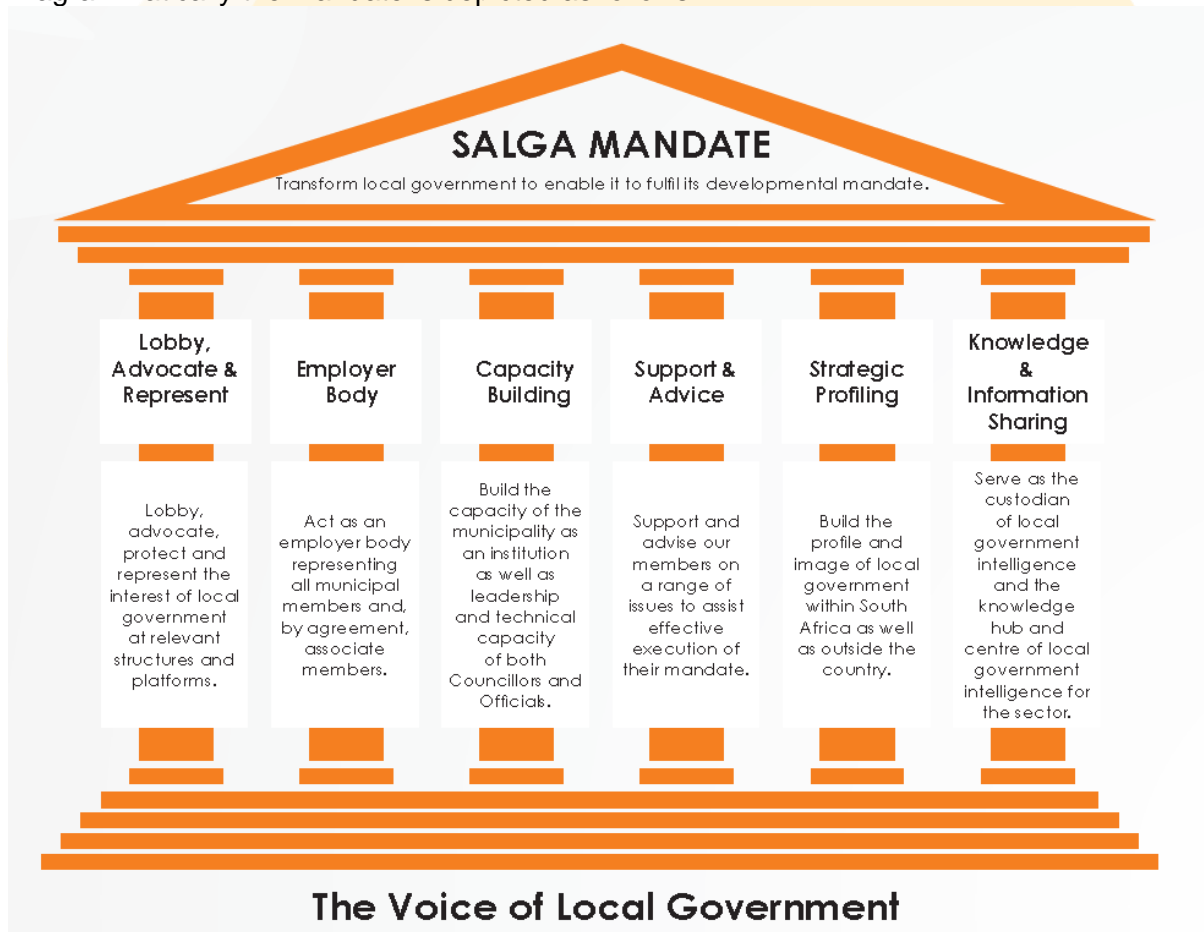 SALGA MANDATE
Transform local government to enable it to fulfil its developmental mandate.
Lobby,
Advocate &
Represent
Employer
Body
Capacity
Building
Support &
Advice
Strategic
Profiling
Knowledge
&
Information
Sharing
Lobby,
advocate,
protect and
represent the
interest of local
government
at relevant
structures and
platforms.
Act as an
employer body
representing
all municipal
members and,
by agreement,
associate
members.
Build the
capacity of the
municipality as
an institution
as well as
leadership
and technical
capacity
of both
Councillors and
Officials.
Support and
advise our
members on
a range of
issues to assist
effective
execution of
their mandate.
Build the
profile and
image of local
government
within South
Africa as well
as outside the
country.
Serve as the
custodian
of local
government
intelligence
and the
knowledge
hub and
centre of local
government
intelligence for
the sector.
The Voice of Local Government